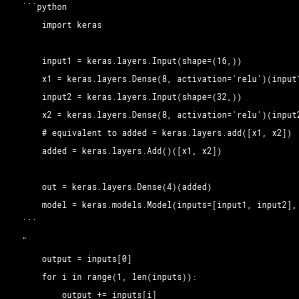 ```python
import keras
input1 = keras.layers.Input(shape=(16,))
x1 = keras.layers.Dense(8, activation='relu')(input1
input2 = keras.layers.Input(shape=(32,))
x2 = keras.layers.Dense(8, activation='relu')(input2
# equivalent to added = keras.layers.add([x1, x2])
added = keras.layers.Add()([x1, x2])
out = keras.layers.Dense(4)(added)
model = keras.models.Model(inputs=[input1, input2],
```
"
output = inputs[0]
for i in range(1, len(inputs)):
output += inputs[i]